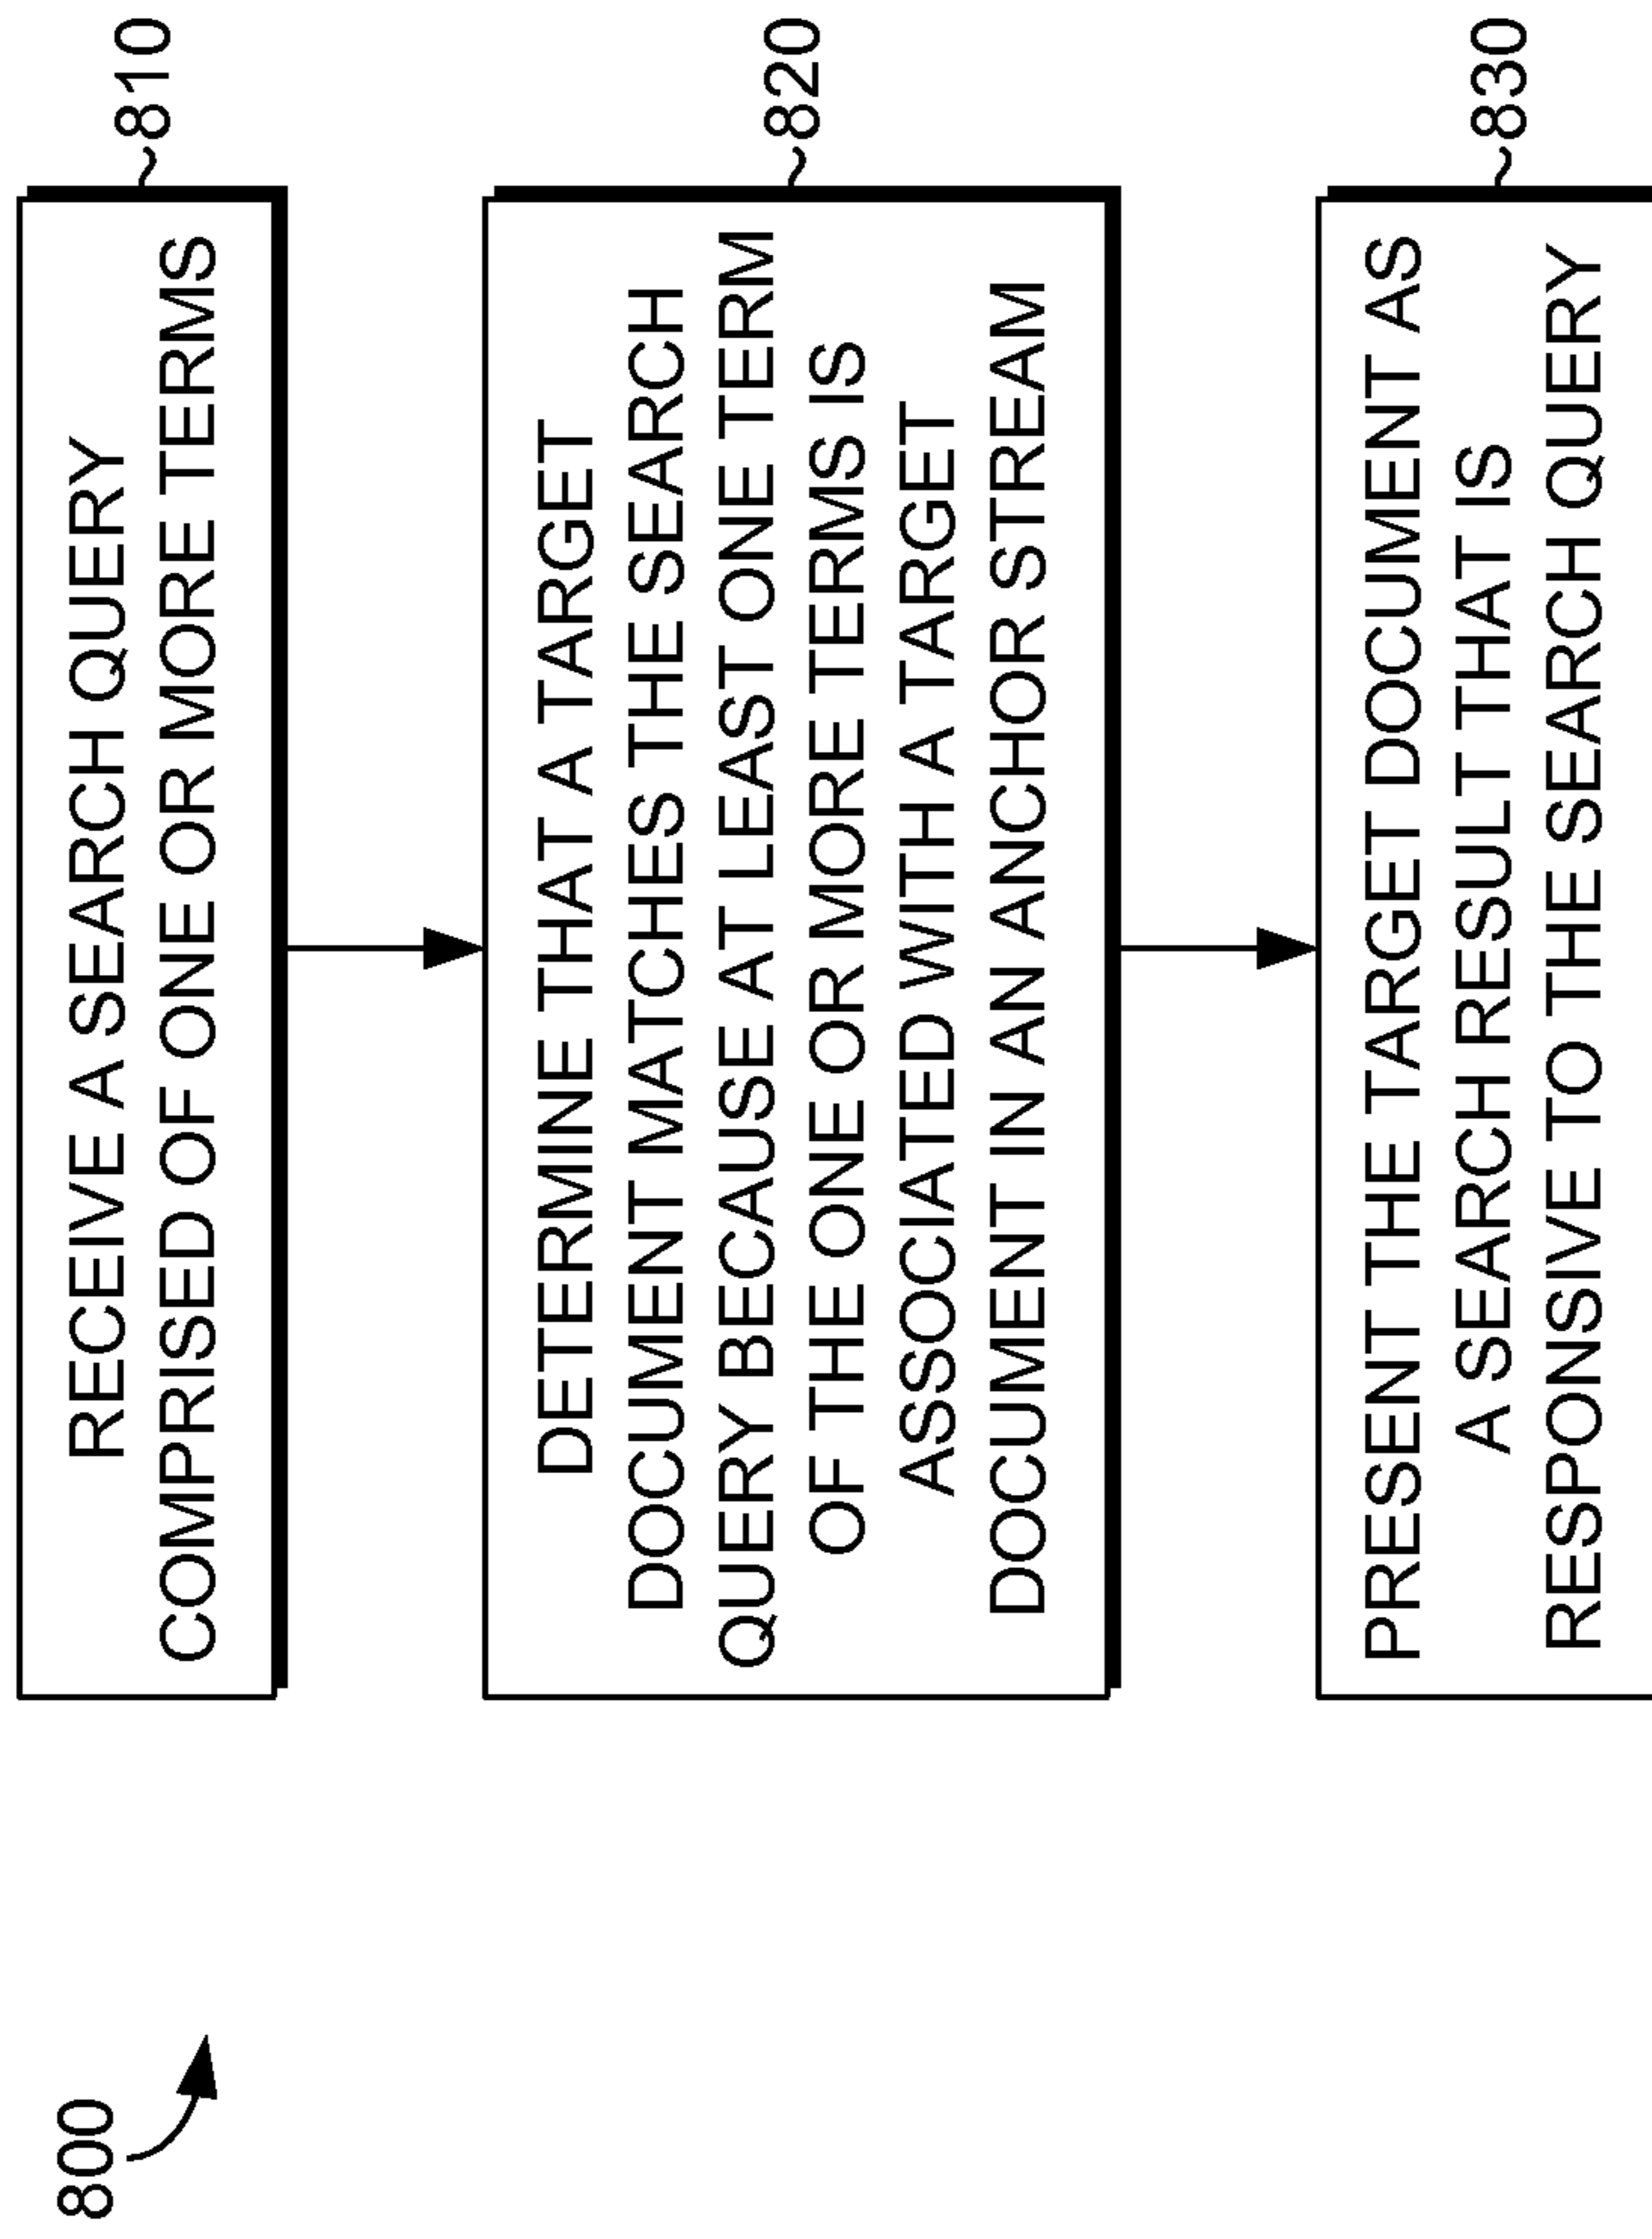 800
RECEIVE A SEARCH QUERY
COMPRISED OF ONE OR MORE TERMS
~810
DETERMINE THAT A TARGET
DOCUMENT MATCHES THE SEARCH
QUERY BECAUSE AT LEAST ONE TERM
OF THE ONE OR MORE TERMS IS
ASSOCIATED WITH A TARGET
DOCUMENT IN AN ANCHOR STREAM
~820
PRESENT THE TARGET DOCUMENT AS
A SEARCH RESULT THAT IS
RESPONSIVE TO THE SEARCH QUERY
~830